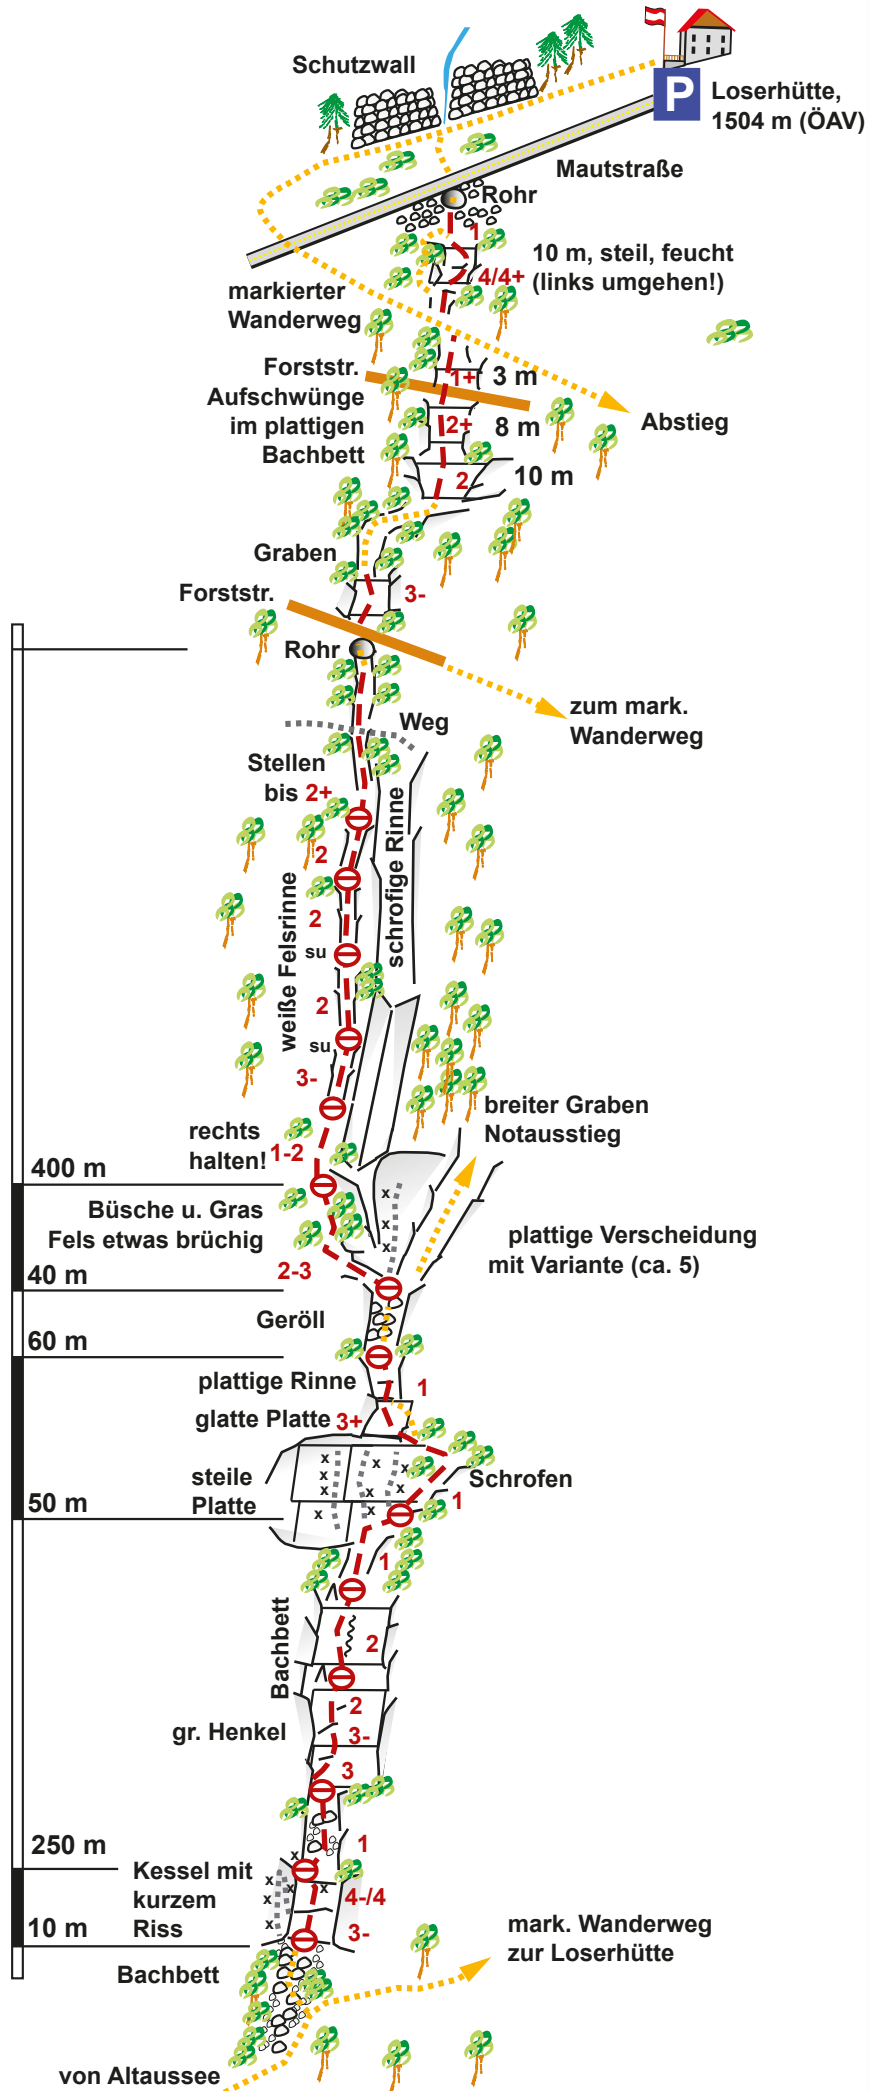 Schutzwall
P
Loserhütte,
1504 m (ÖAV)
Mautstraße
Rohr
1
10 m, steil, feucht
(links umgehen!)
4/4+
markierter
Wanderweg
Forststr.
1+
3 m
Aufschwünge
im plattigen
Bachbett
2+
8 m
Abstieg
2
10 m
Graben
3-
Forststr.
Rohr
zum mark.
Wanderweg
Weg
Stellen
bis 2+
2
schrofige Rinne
weiße Felsrinne
2
su
2
su
3-
breiter Graben
Notausstieg
rechts
halten!
1-2
400 m
x
x
x
Büsche u. Gras
Fels etwas brüchig
plattige Verscheidung
mit Variante (ca. 5)
2-3
40 m
Geröll
60 m
plattige Rinne
1
glatte Platte
3+
x
x
x
x
x
x
x
x
steile
Platte
Schrofen
1
50 m
1
Bachbett
2
2
gr. Henkel
3-
3
1
250 m
x
x
x
x
x
x
Kessel mit
kurzem
Riss
4-/4
3-
10 m
mark. Wanderweg
zur Loserhütte
Bachbett
von Altaussee